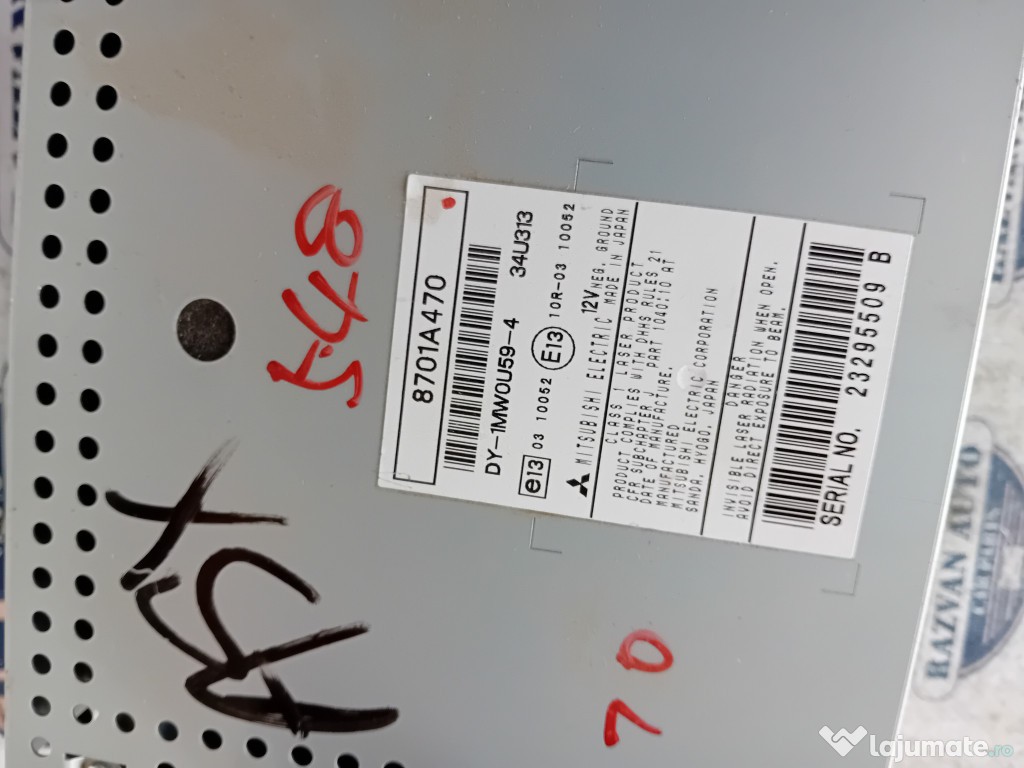 8701A470
DY-1MW0U59-4 34U313
e13 03 10052 E13 10R-03 10052
MITSUBISHI ELECTRIC 12V NEG. GROUND
MADE IN JAPAN
CLASS 1 LASER PRODUCT
PRODUCT COMPLIES WITH DHHS RULES 21
CFR SUBCHAPTER J PART 1040:10 AT
DATE OF MANUFACTURE.
MANUFACTURED
MITSUBISHI ELECTRIC CORPORATION
SANDA, HYOGO, JAPAN
DANGER
INVISIBLE LASER RADIATION WHEN OPEN.
AVOID DIRECT EXPOSURE TO BEAM.
SERIAL NO. 23295509 B
70
RAZVAN AUTO
lajumate.ro